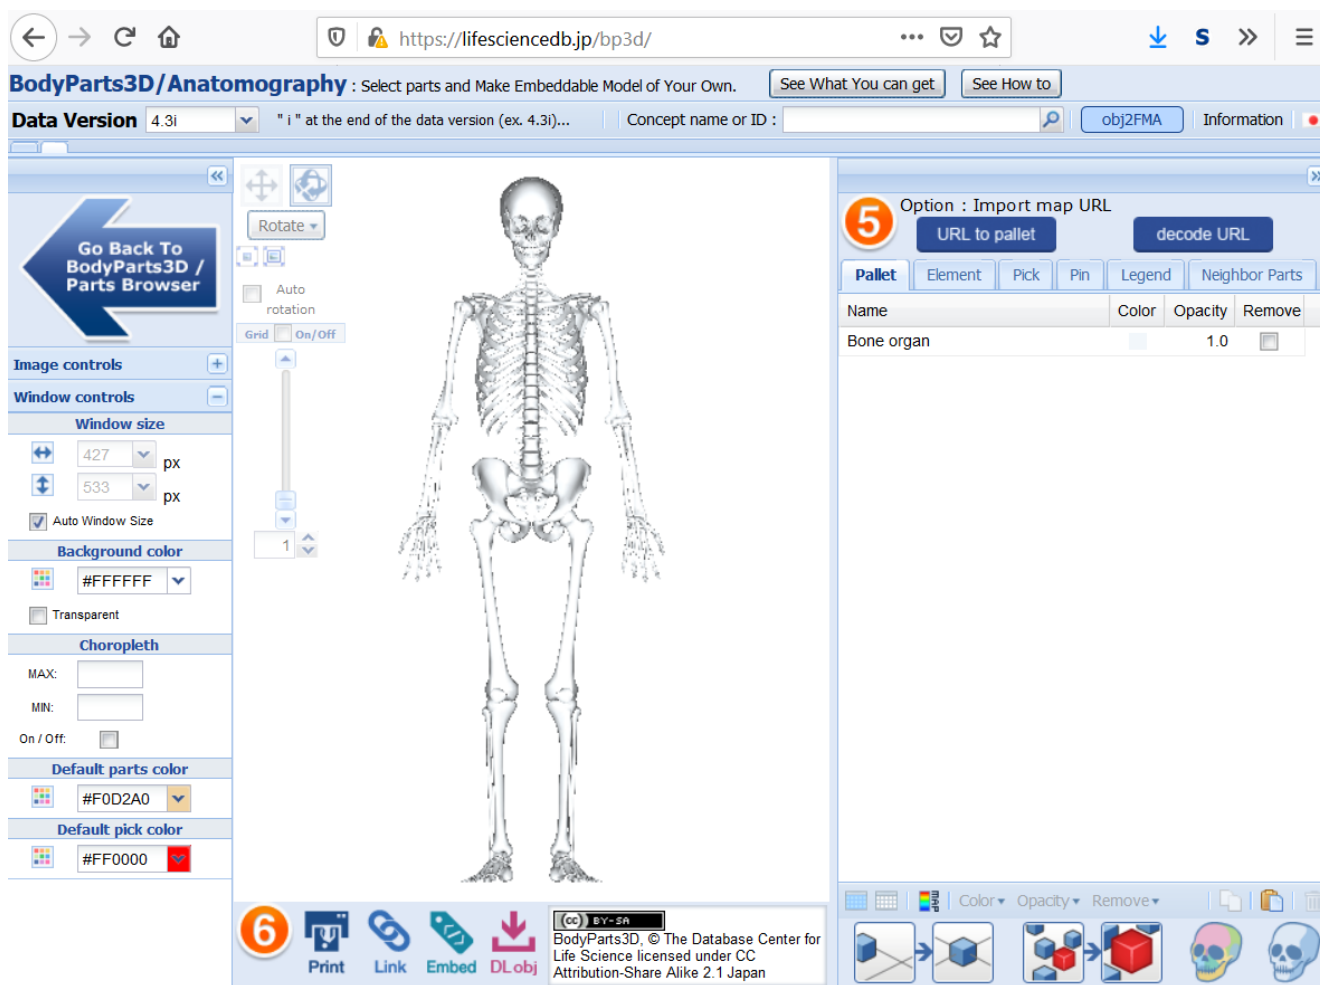 https://lifesciencedb.jp/bp3d/
S
BodyParts3D/Anatomography : Select parts and Make Embeddable Model of Your Own.
See What You can get
See How to
Data Version
4.3i
" i " at the end of the data version (ex. 4.3i)...
Concept name or ID :
obj2FMA
Information
Go Back To
BodyParts3D /
Parts Browser
Image controls
Window controls
Window size
427
px
533
px
Auto Window Size
Background color
#FFFFFF
Transparent
Choropleth
MAX:
MIN:
On / Off:
Default parts color
#F0D2A0
Default pick color
#FF0000
Rotate
Auto
rotation
Grid
On/Off
1
5
Option : Import map URL
URL to pallet
decode URL
Pallet
Element
Pick
Pin
Legend
Neighbor Parts
Name
Color
Opacity
Remove
Bone organ
1.0
6
Print
Link
Embed
DLobj
(cc) BY-SA
BodyParts3D, © The Database Center for
Life Science licensed under CC
Attribution-Share Alike 2.1 Japan
MAP
Color
Opacity
Remove